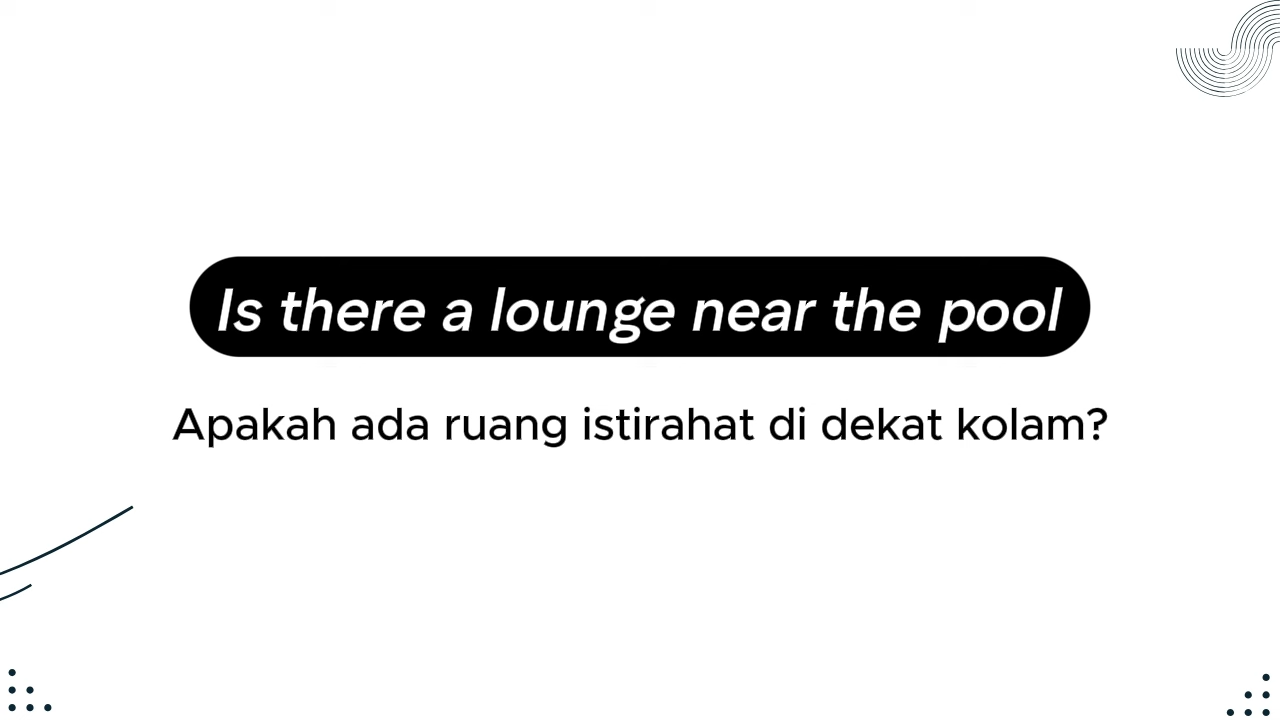 Is there a lounge near the pool
Apakah ada ruang istirahat di dekat kolam?